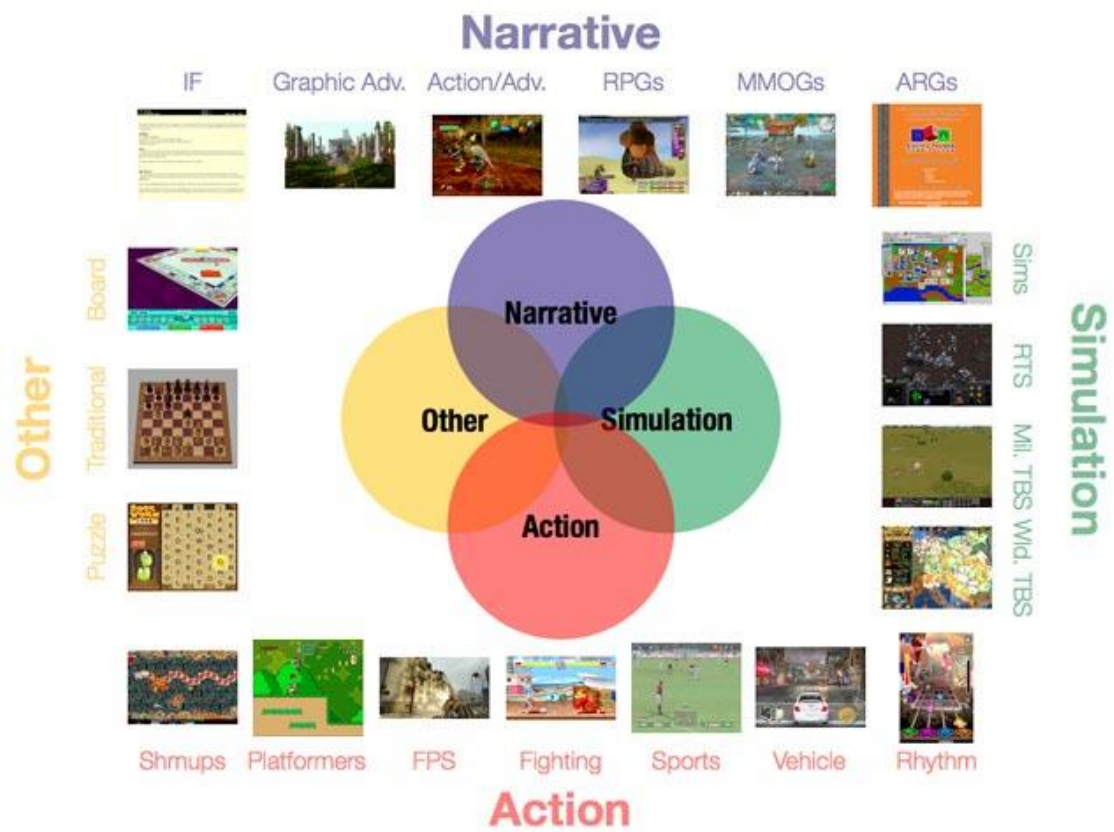 Narrative
IF Graphic Adv. Action/Adv. RPGs MMOGs ARGs
Board
Traditional
Puzzle
Other
Narrative
Other
Simulation
Action
Sims
RTS
Mil. TBS
Wld. TBS
Simulation
Shmups Platformers FPS Fighting Sports Vehicle Rhythm
Action